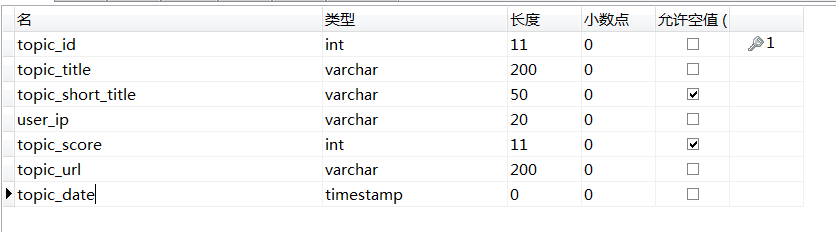 名 类型 长度 小数点 允许空值 (
topic_id int 11 0 1
topic_title varchar 200 0
topic_short_title varchar 50 0
user_ip varchar 20 0
topic_score int 11 0
topic_url varchar 200 0
topic_date timestamp 0 0